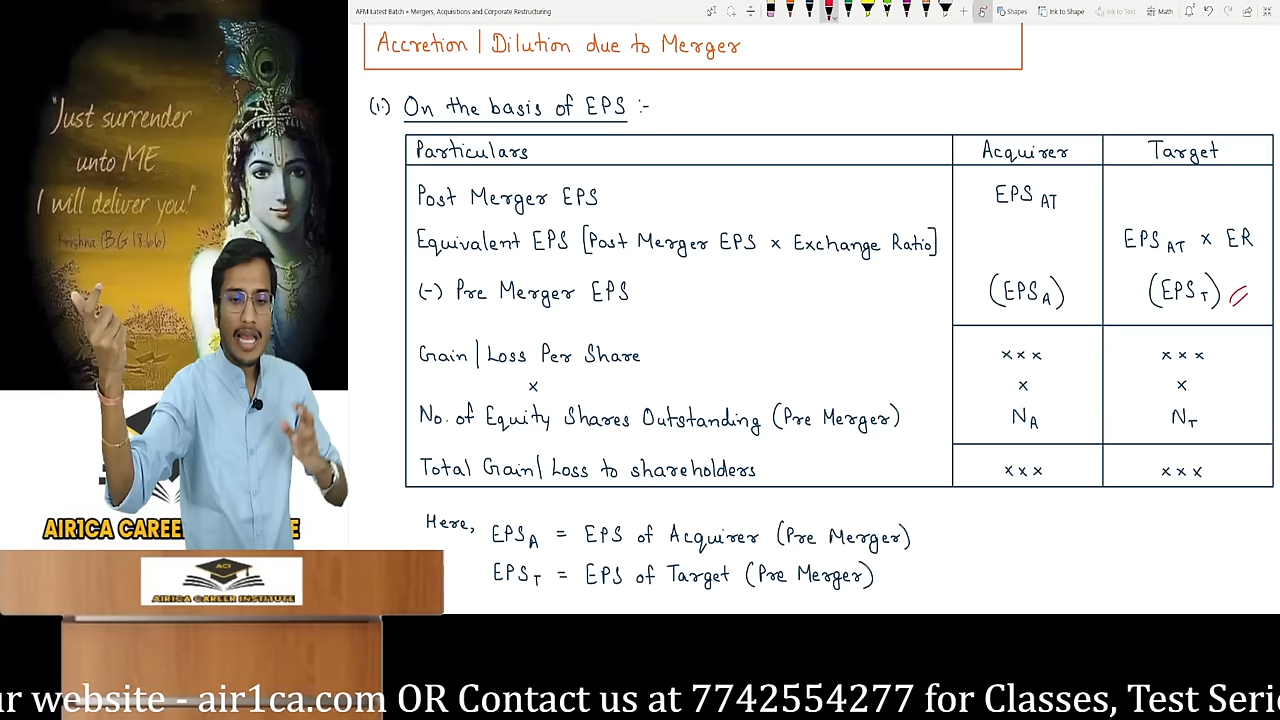 AFM Latest Batch » Mergers, Acquisitions and Corporate Restructuring
Shapes Ink to Shape Ink to Text Math
Accretion | Dilution due to Merger
"Just surrender
unto ME
I will deliver you!"
Krishna (BG 18:66)
(i) On the basis of EPS :-
Particulars Acquirer Target
Post Merger EPS EPS AT
Equivalent EPS [Post Merger EPS × Exchange Ratio] EPS AT × ER
(-) Pre Merger EPS (EPS A) (EPS T)
Gain | Loss Per Share ××× ×××
× × ×
No. of Equity Shares Outstanding (Pre Merger) N A N T
Total Gain | Loss to shareholders ××× ×××
Here, EPS A = EPS of Acquirer (Pre Merger)
EPS T = EPS of Target (Pre Merger)
AIR1CA CAREE
E
ACI
AIR1CA CAREER INSTITUTE
ur website - air1ca.com OR Contact us at 7742554277 for Classes, Test Seri